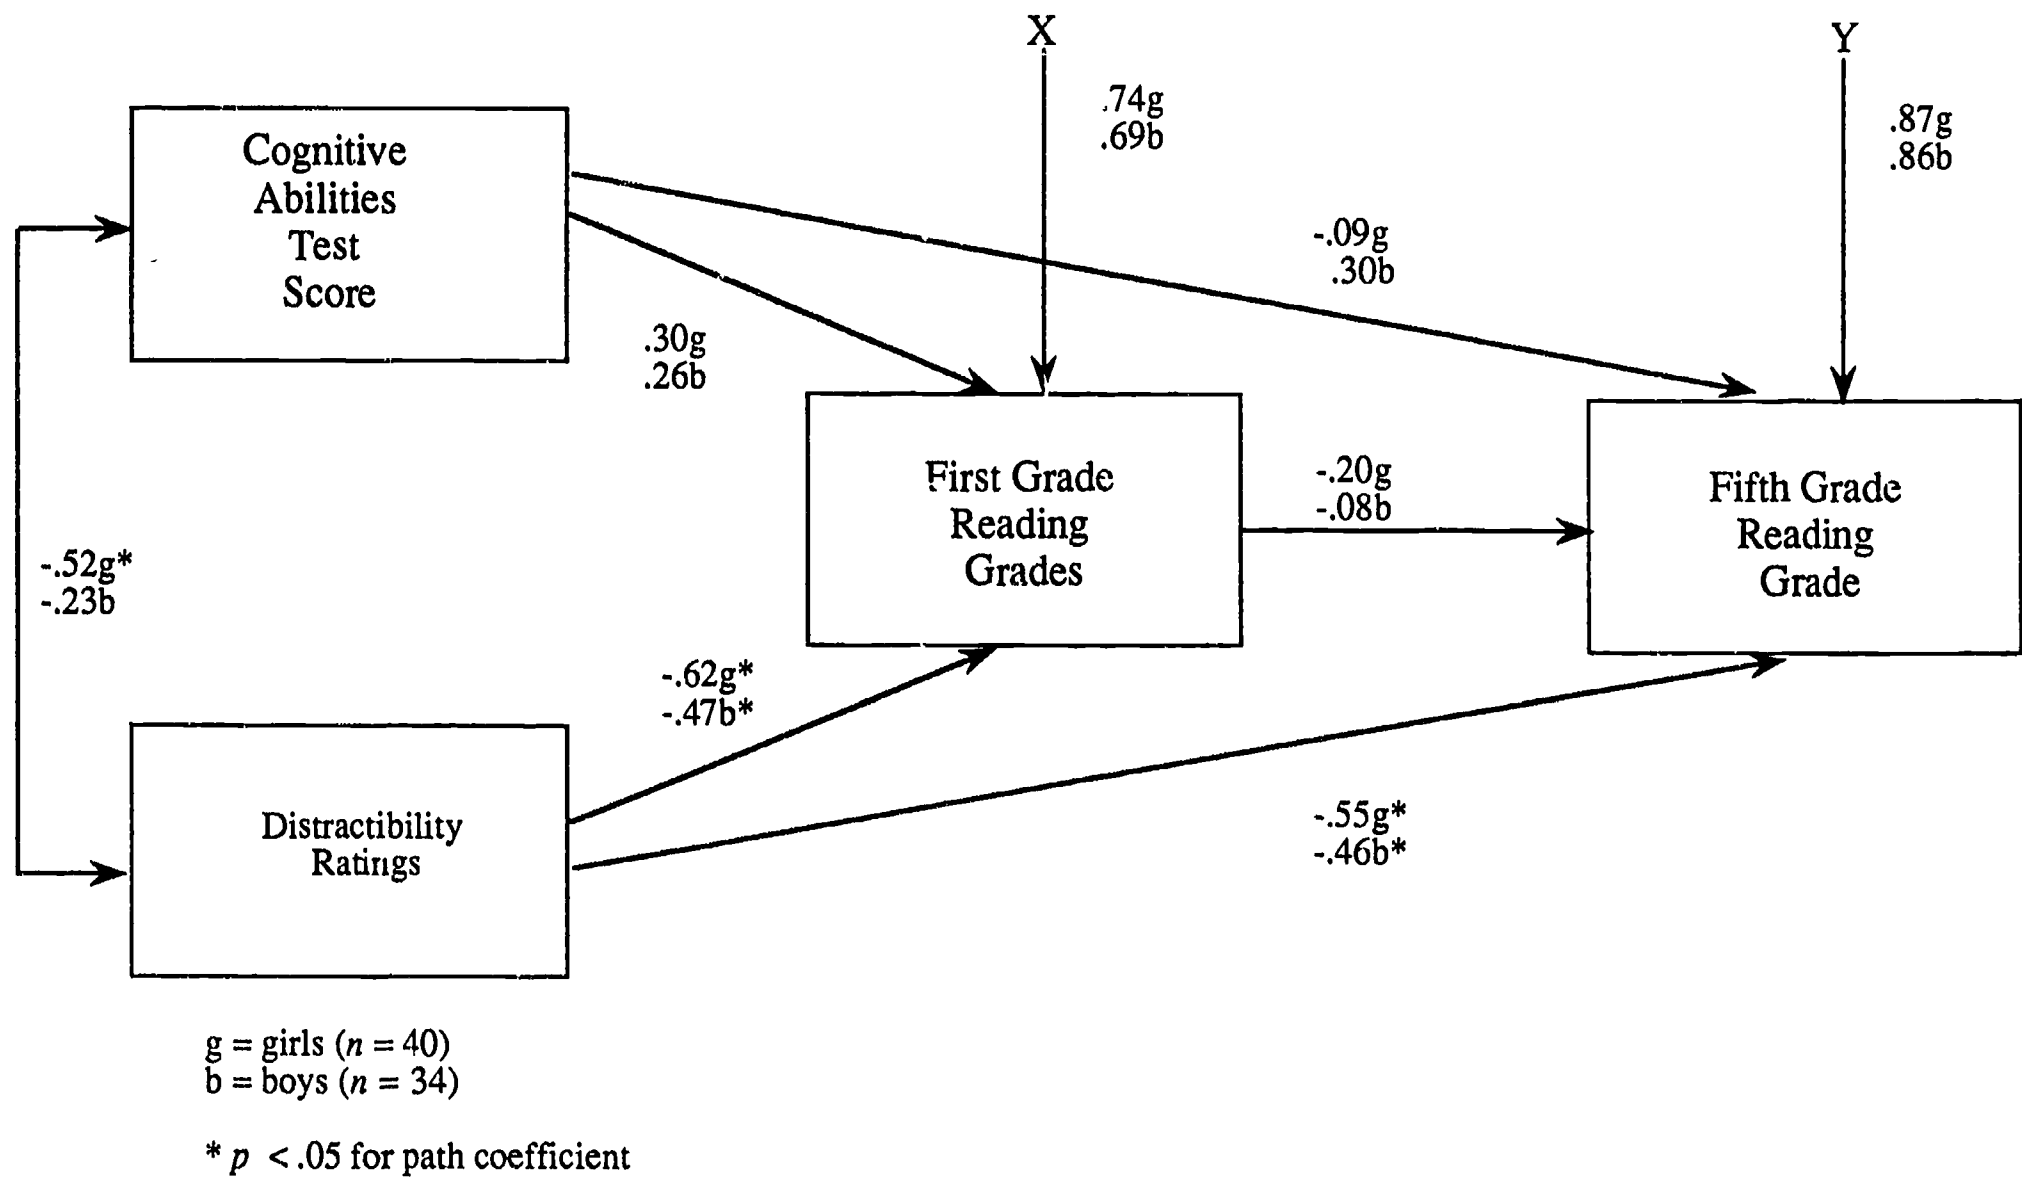 X
Y
.74g
.69b
.87g
.86b
Cognitive
Abilities
Test
Score
-.09g
.30b
.30g
.26b
First Grade
Reading
Grades
-.20g
-.08b
Fifth Grade
Reading
Grade
-.52g*
-.23b
-.62g*
-.47b*
Distractibility
Ratings
-.55g*
-.46b*
g = girls (n = 40)
b = boys (n = 34)
* p < .05 for path coefficient